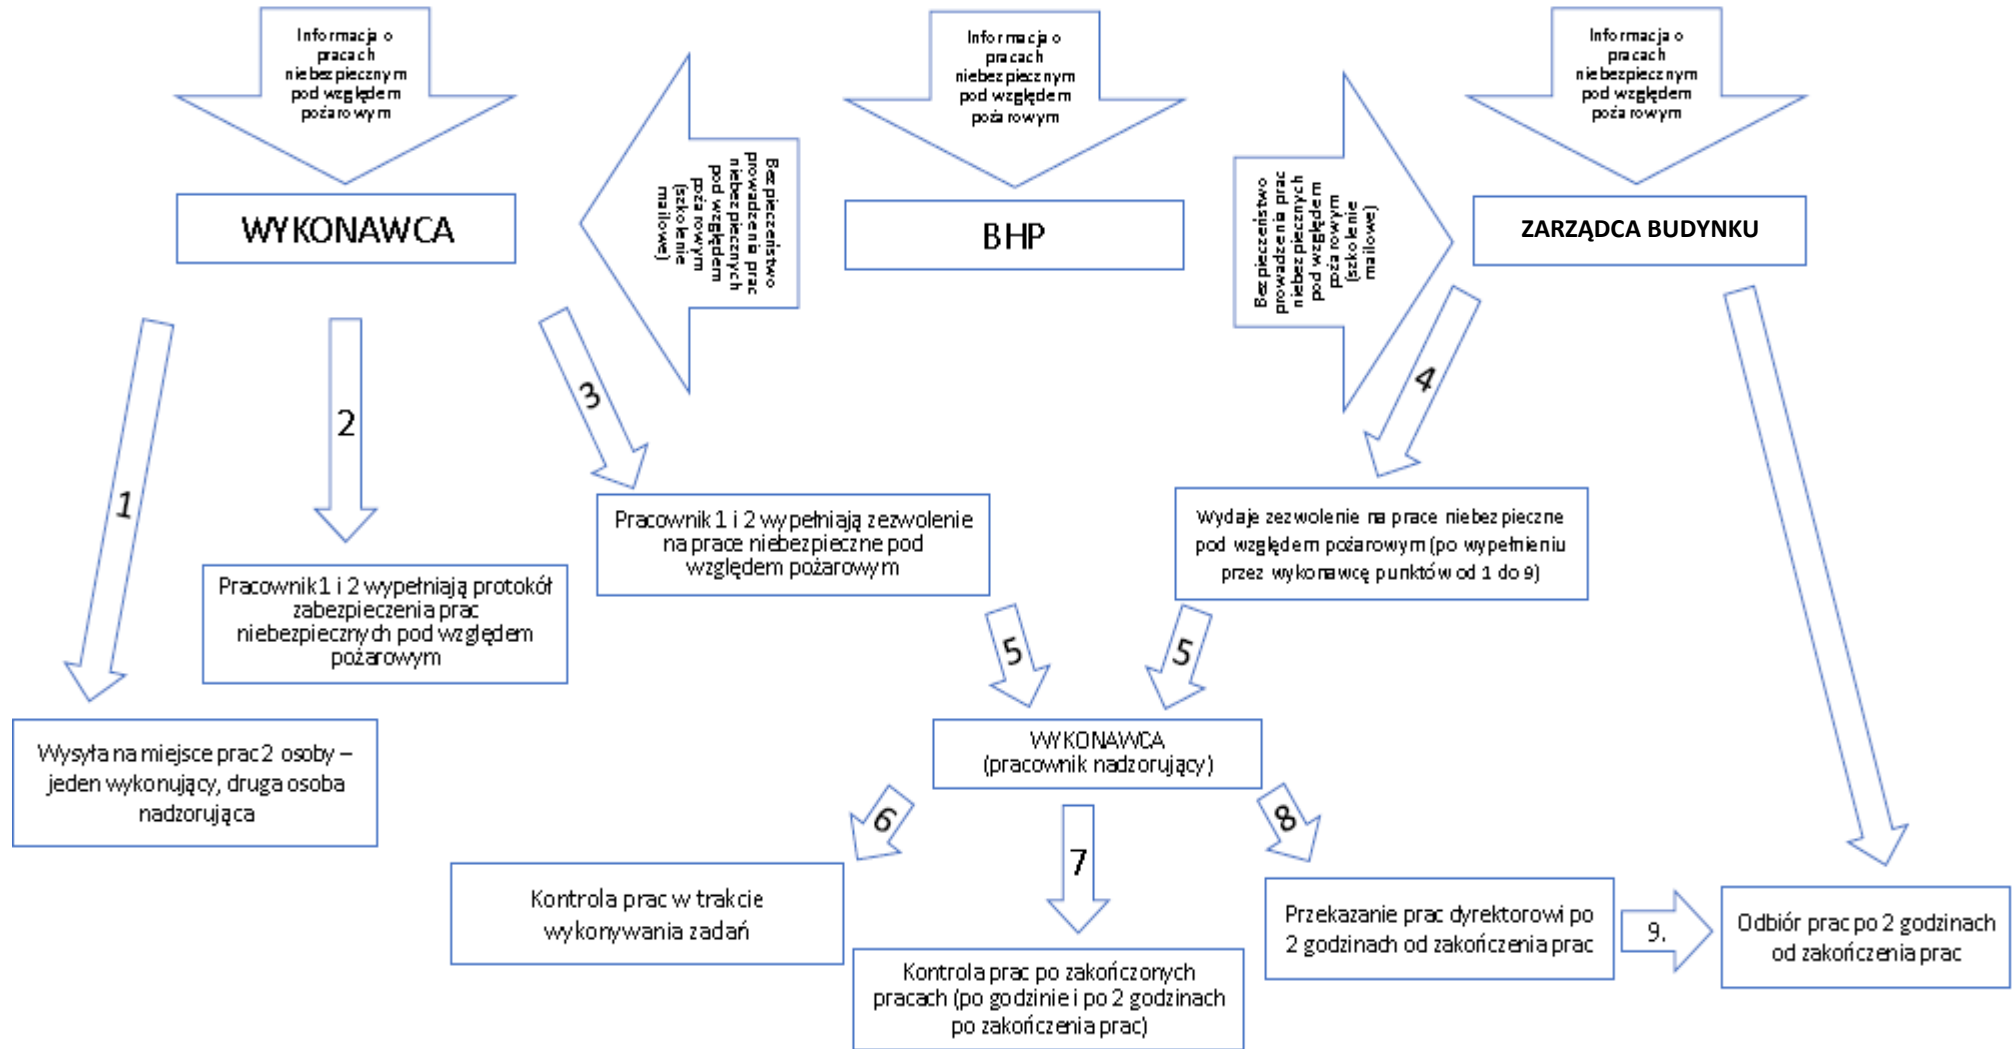 Informacja o
pracach
niebezpiecznym
pod względem
pożarowym
Informacja o
pracach
niebezpiecznym
pod względem
pożarowym
Informacja o
pracach
niebezpiecznym
pod względem
pożarowym
WYKONAWCA
Bezpieczeństwo
prowadzenia prac
niebezpiecznych
pod względem
pożarowym
(szkolenie
mailowe)
BHP
Bezpieczeństwo
prowadzenia prac
niebezpiecznych
pod względem
pożarowym
(szkolenie
mailowe)
ZARZĄDCA BUDYNKU
1
2
3
4
Pracownik 1 i 2 wypełniają protokół
zabezpieczenia prac
niebezpiecznych pod względem
pożarowym
Pracownik 1 i 2 wypełniają zezwolenie
na prace niebezpieczne pod
względem pożarowym
Wydaje zezwolenie na prace niebezpieczne
pod względem pożarowym (po wypełnieniu
przez wykonawcę punktów od 1 do 9)
5
5
Wysyła na miejsce prac 2 osoby –
jeden wykonujący, druga osoba
nadzorująca
WYKONAWCA
(pracownik nadzorujący)
6
7
8
Kontrola prac w trakcie
wykonywania zadań
Kontrola prac po zakończonych
pracach (po godzinie i po 2 godzinach
po zakończenia prac)
Przekazanie prac dyrektorowi po
2 godzinach od zakończenia prac
9.
Odbiór prac po 2 godzinach
od zakończenia prac